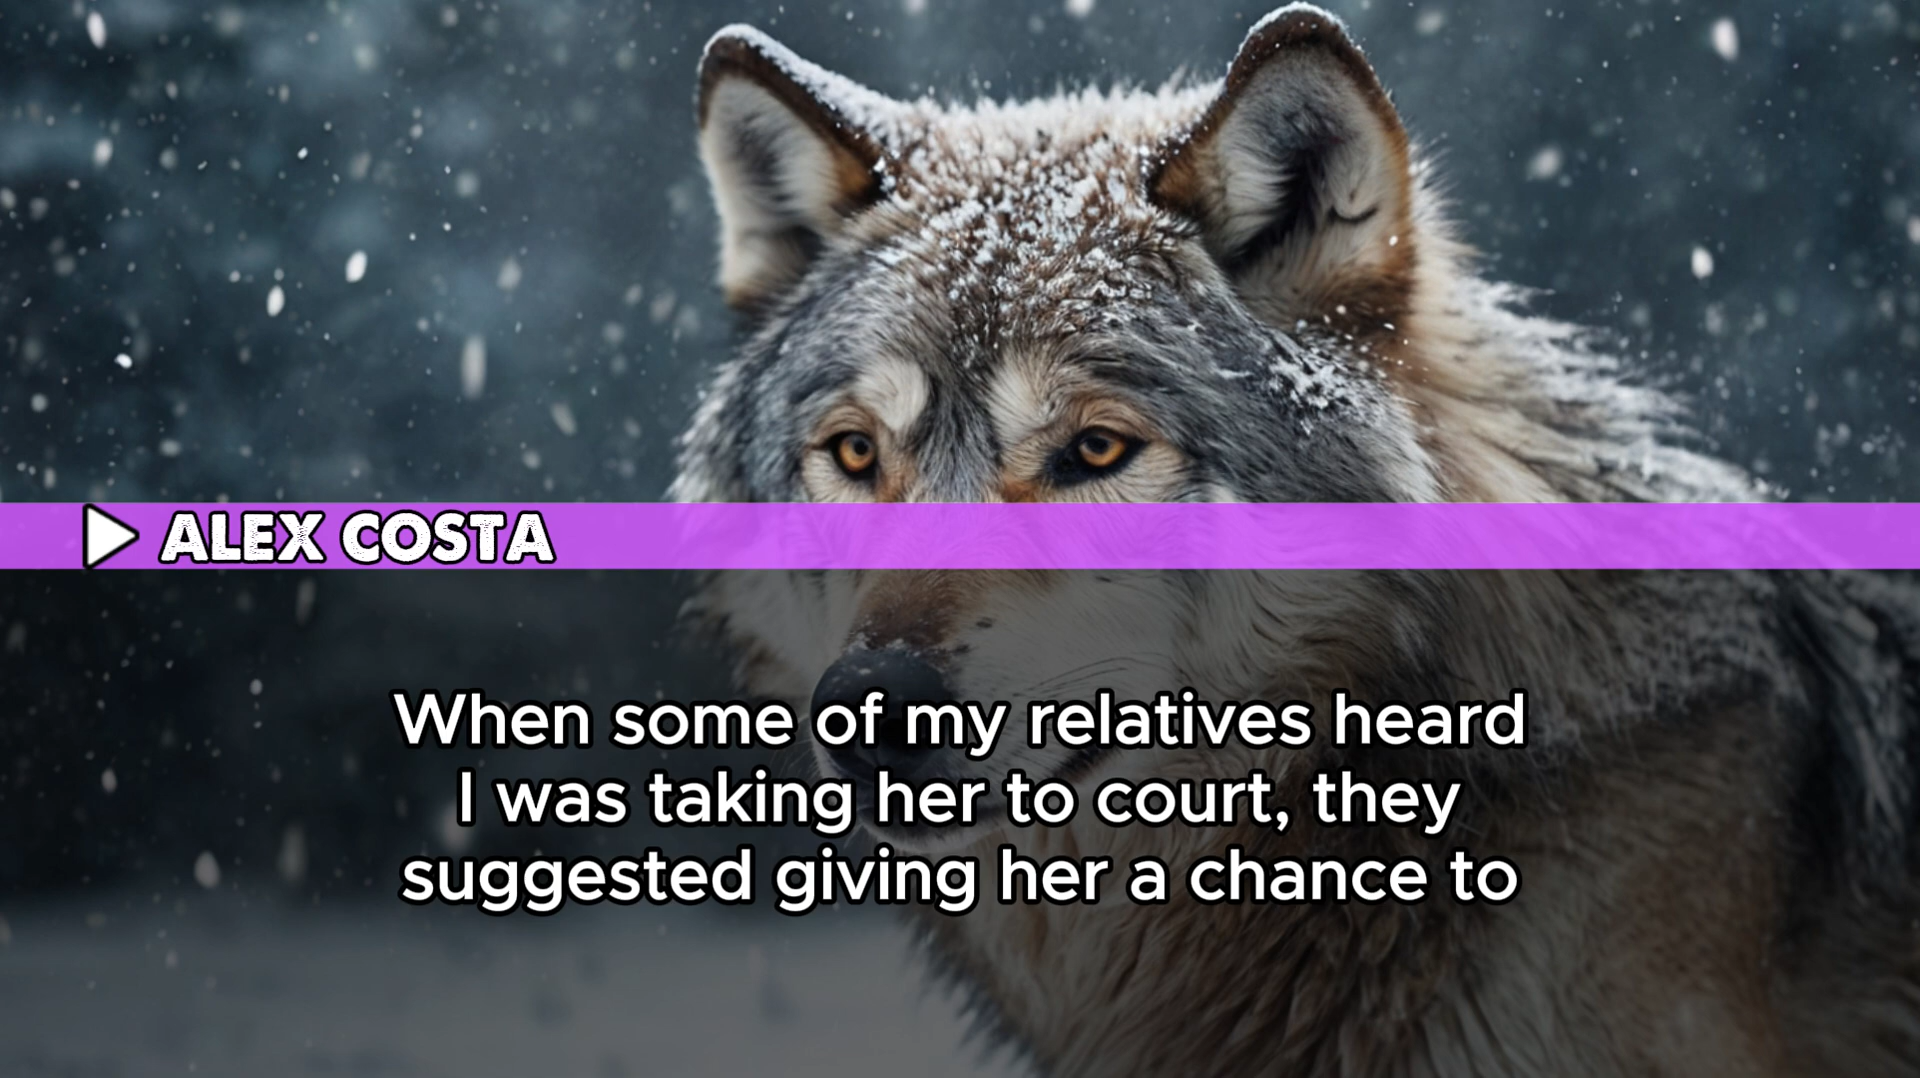 ALEX COSTA
When some of my relatives heard
I was taking her to court, they
suggested giving her a chance to